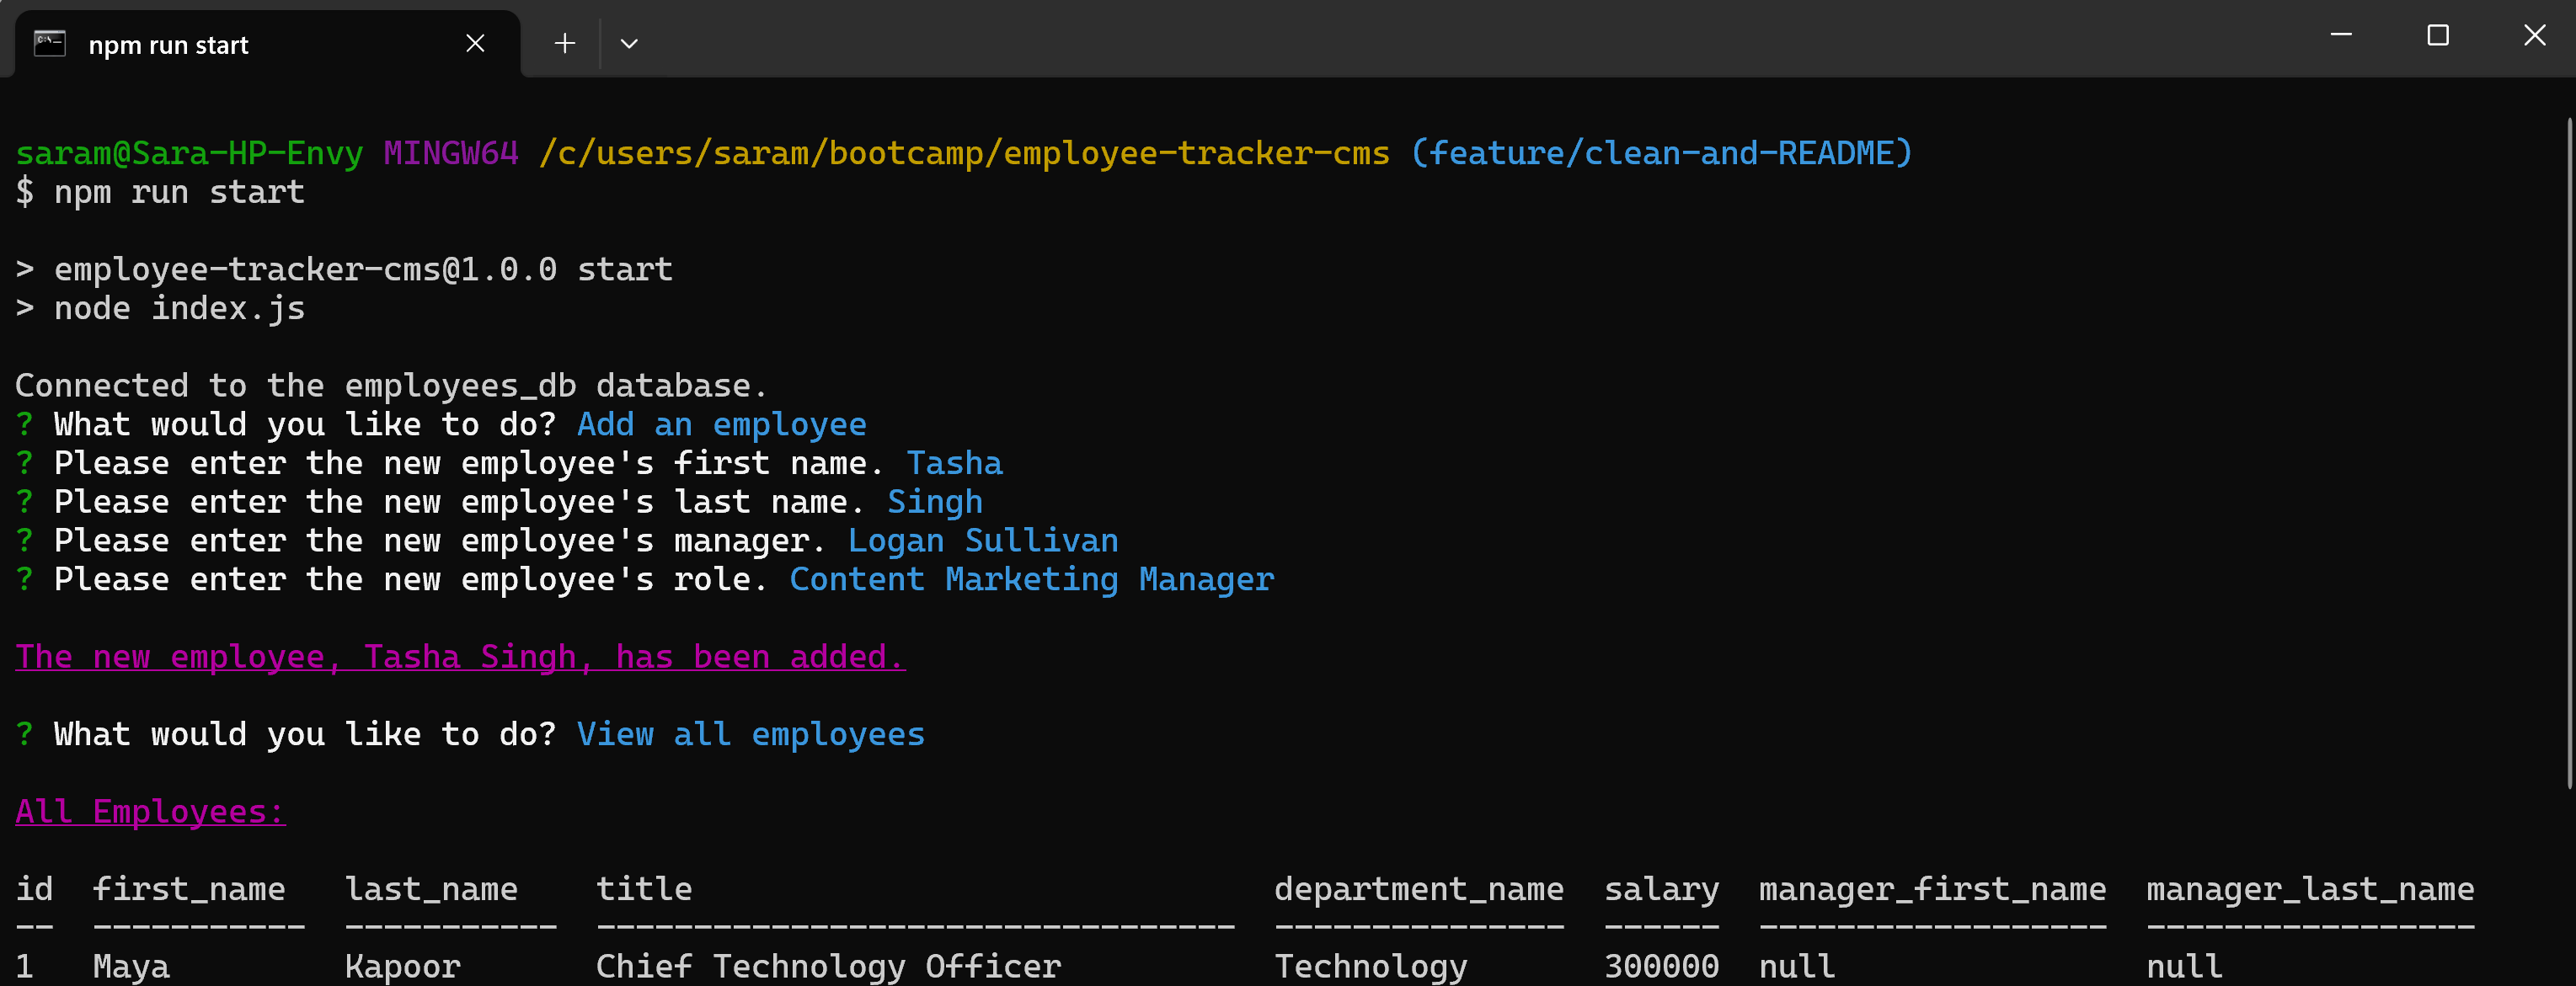 npm run start
saram@Sara-HP-Envy MINGW64 /c/users/saram/bootcamp/employee-tracker-cms (feature/clean-and-README)
$ npm run start
> employee-tracker-cms@1.0.0 start
> node index.js
Connected to the employees_db database.
? What would you like to do? Add an employee
? Please enter the new employee's first name. Tasha
? Please enter the new employee's last name. Singh
? Please enter the new employee's manager. Logan Sullivan
? Please enter the new employee's role. Content Marketing Manager
The new employee, Tasha Singh, has been added.
? What would you like to do? View all employees
All Employees:
id  first_name   last_name    title                              department_name  salary  manager_first_name  manager_last_name
--  -----------  -----------  ---------------------------------  ---------------  ------  ------------------  -----------------
1   Maya         Kapoor       Chief Technology Officer           Technology       300000  null                null